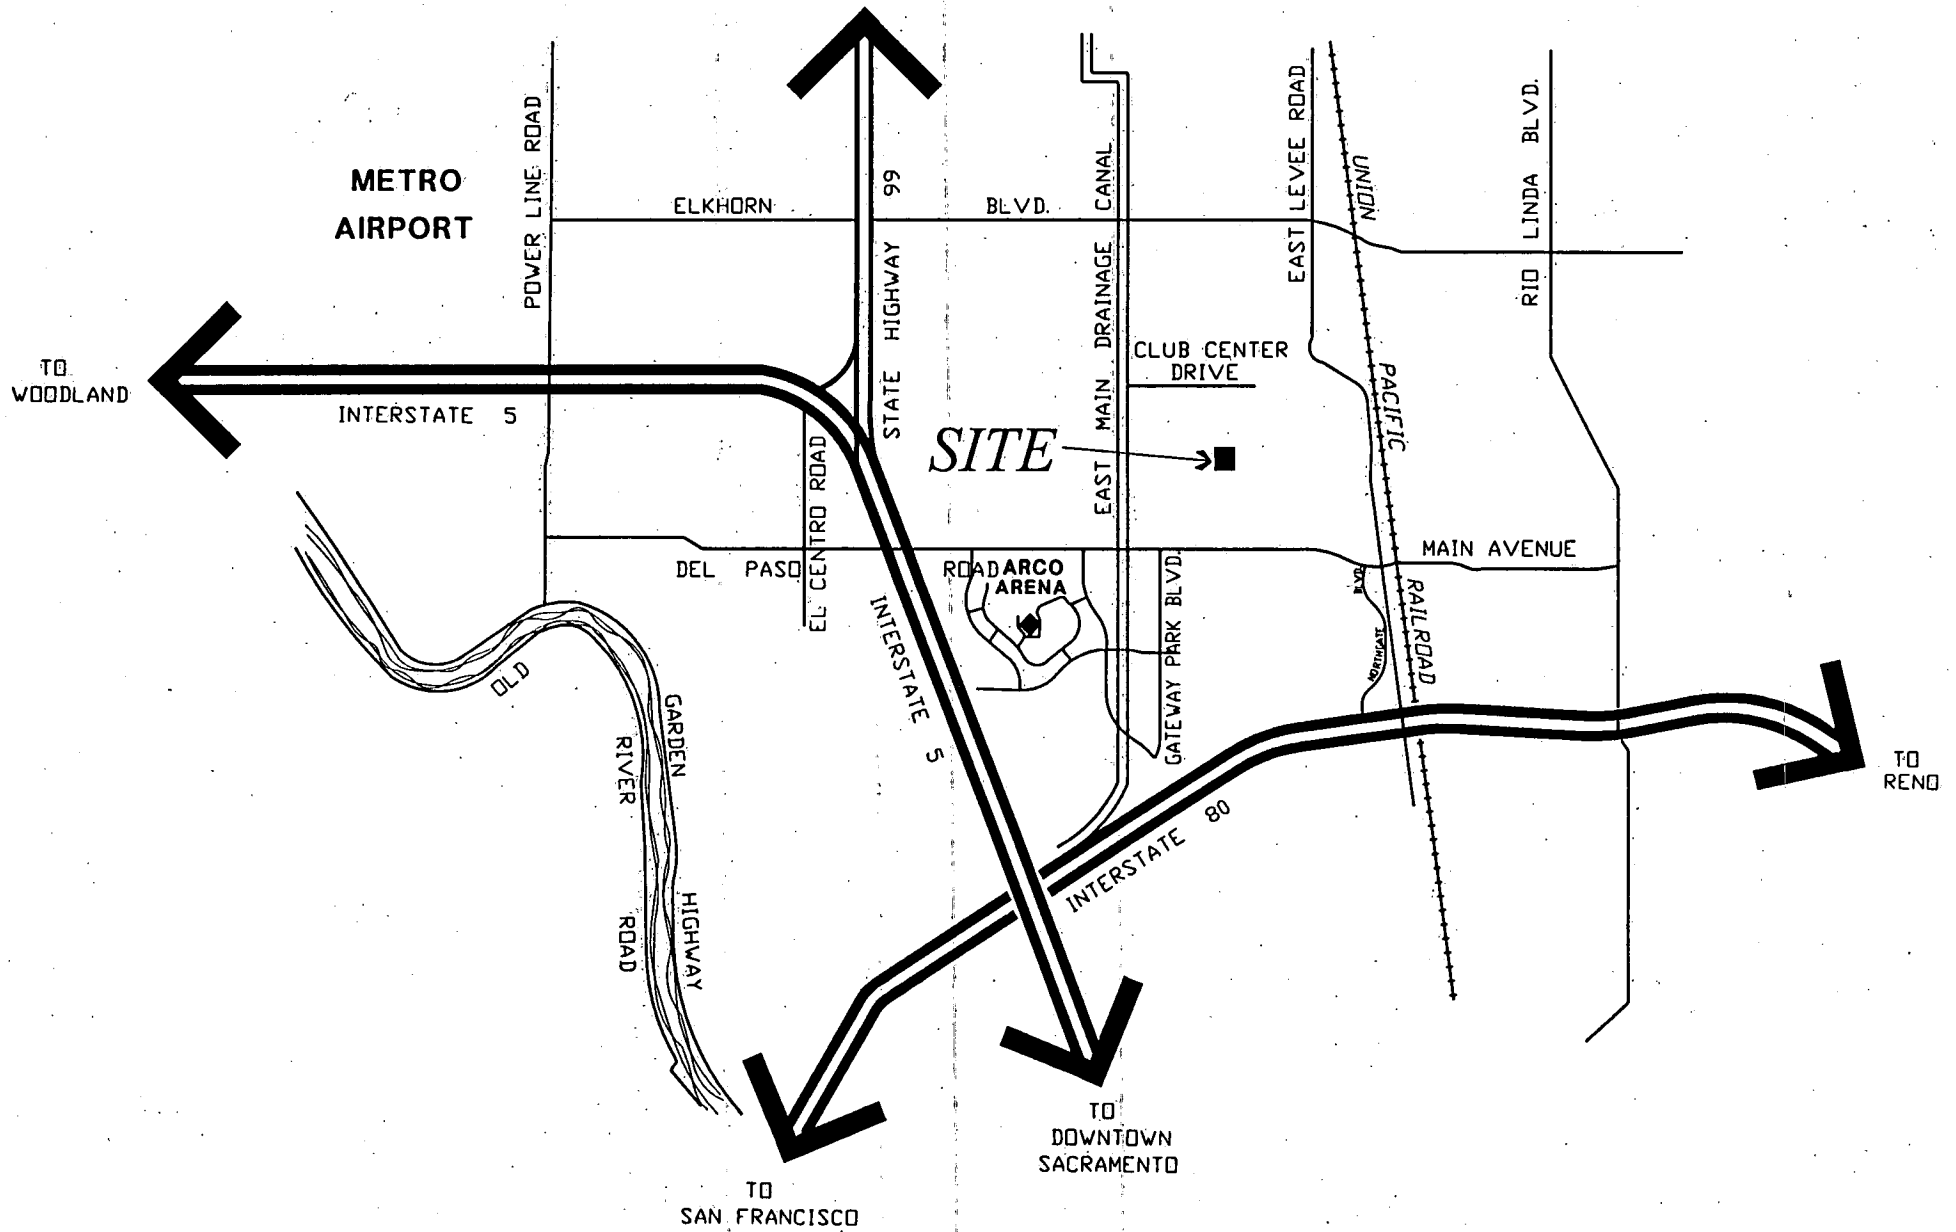 METRO
AIRPORT
POWER LINE ROAD
ELKHORN BLVD.
STATE HIGHWAY 99
EAST MAIN DRAINAGE CANAL
EAST LEVEE ROAD
UNION PACIFIC RAILROAD
RIO LINDA BLVD.
TO
WOODLAND
INTERSTATE 5
CLUB CENTER
DRIVE
SITE
EL CENTRO ROAD
DEL PASO ROAD
ARCO
ARENA
MAIN AVENUE
GATEWAY PARK BLVD.
NORTHGATE BLVD.
INTERSTATE 5
OLD RIVER ROAD
GARDEN HIGHWAY
INTERSTATE 80
TO
RENO
TO
DOWNTOWN
SACRAMENTO
TO
SAN FRANCISCO